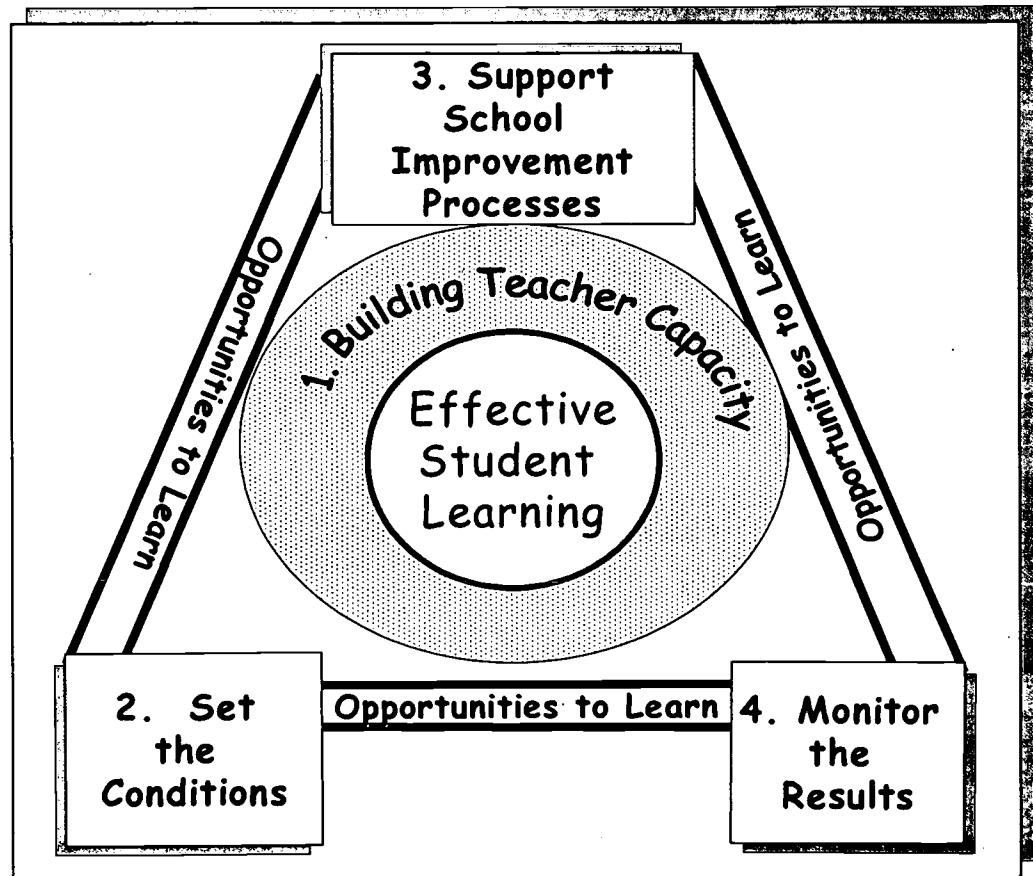 3. Support
School
Improvement
Processes
Opportunities to Learn
Opportunities to Learn
1. Building Teacher Capacity
Effective
Student
Learning
2. Set
the
Conditions
Opportunities to Learn
4. Monitor
the
Results